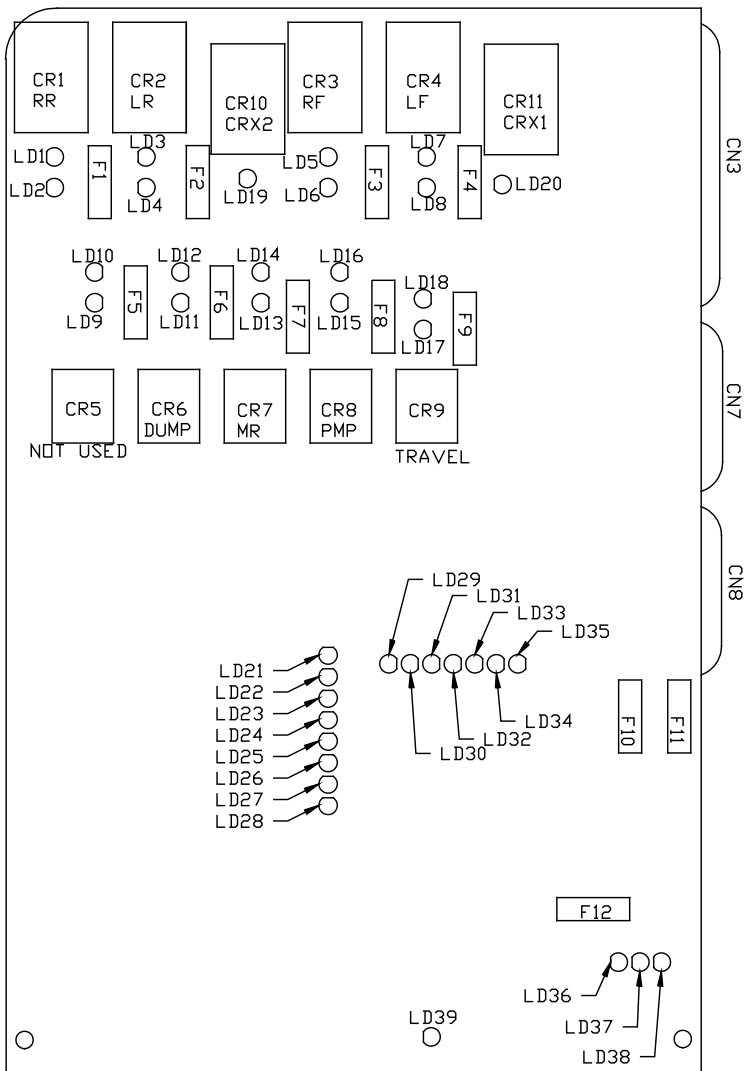 CR1
RR
CR2
LR
CR10
CRX2
CR3
RF
CR4
LF
CR11
CRX1
CN3
LD1
LD2
F1
LD3
LD4
F2
LD19
LD5
LD6
F3
LD7
LD8
F4
LD20
LD10
LD9
F5
LD12
LD11
F6
LD14
LD13
F7
LD16
LD15
F8
LD18
LD17
F9
CN7
CR5
NOT USED
CR6
DUMP
CR7
MR
CR8
PMP
CR9
TRAVEL
CN8
LD29
LD31
LD33
LD35
LD21
LD22
LD23
LD24
LD25
LD26
LD27
LD28
LD34
LD32
LD30
F10
F11
F12
LD36
LD37
LD38
LD39